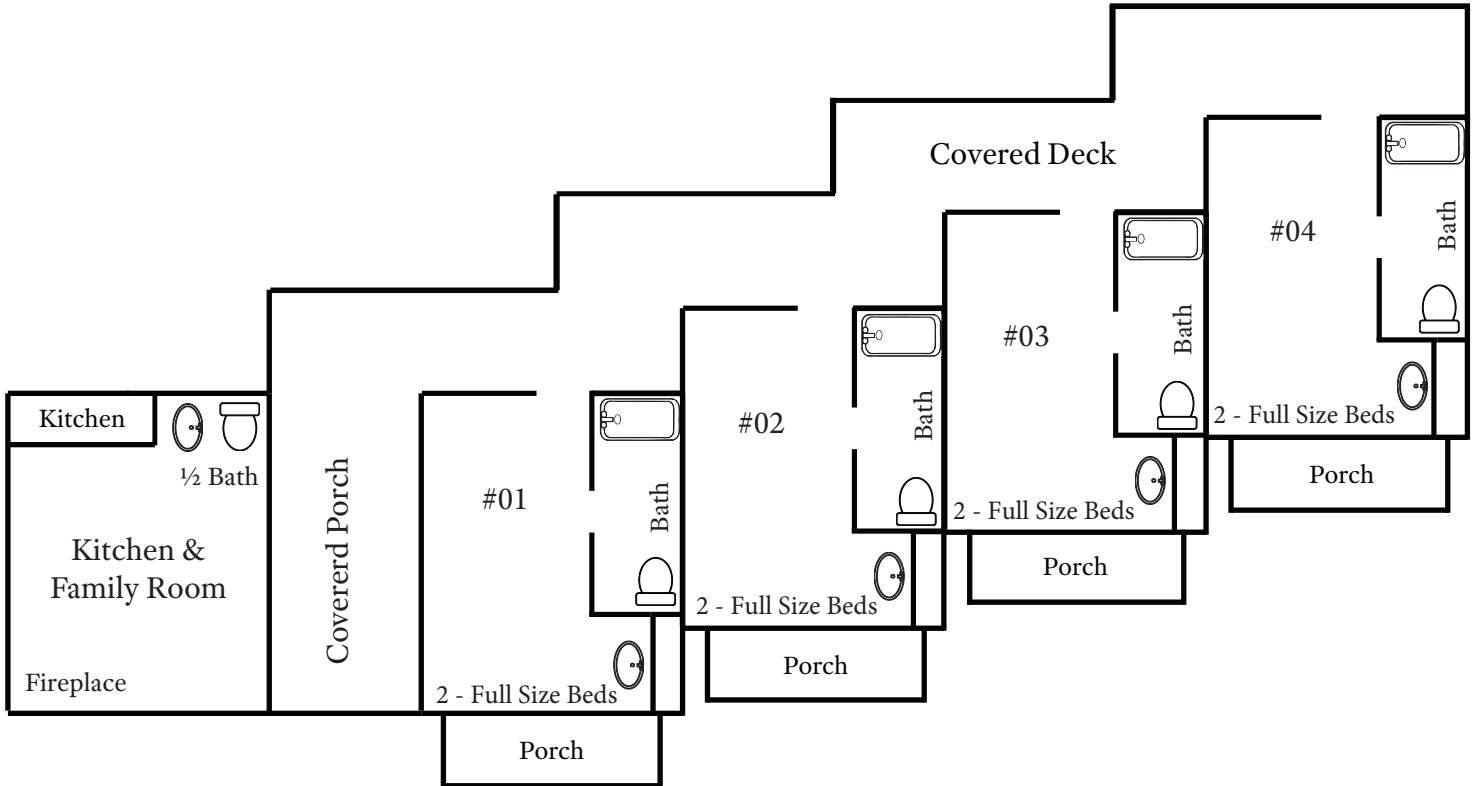 Covered Deck
#04
Bath
2 - Full Size Beds
Porch
#03
Bath
2 - Full Size Beds
Porch
#02
Bath
2 - Full Size Beds
Porch
#01
Bath
2 - Full Size Beds
Porch
Covererd Porch
Kitchen
½ Bath
Kitchen &
Family Room
Fireplace